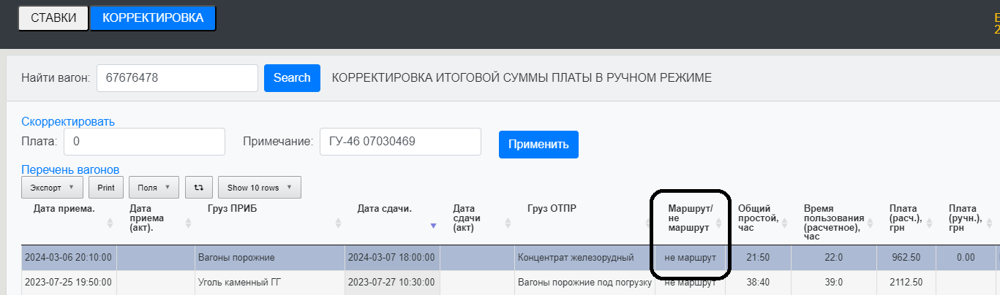 СТАВКИ КОРРЕКТИРОВКА
Найти вагон: 67676478 Search КОРРЕКТИРОВКА ИТОГОВОЙ СУММЫ ПЛАТЫ В РУЧНОМ РЕЖИМЕ
Скорректировать
Плата: 0 Примечание: ГУ-46 07030469 Применить
Перечень вагонов
Экспорт Print Поля Show 10 rows
Дата приема. Дата приема (акт). Груз ПРИБ Дата сдачи. Дата сдачи (акт) Груз ОТПР Маршрут/ не маршрут Общий простой, час Время пользования (расчетное), час Плата (расч.), грн Плата (ручн.), грн
2024-03-06 20:10:00 Вагоны порожние 2024-03-07 18:00:00 Концентрат железорудный не маршрут 21:50 22:0 962.50 0.00
2023-07-25 19:50:00 Уголь каменный ГГ 2023-07-27 10:30:00 Вагоны порожние под погрузку не маршрут 38:40 39:0 2112.50